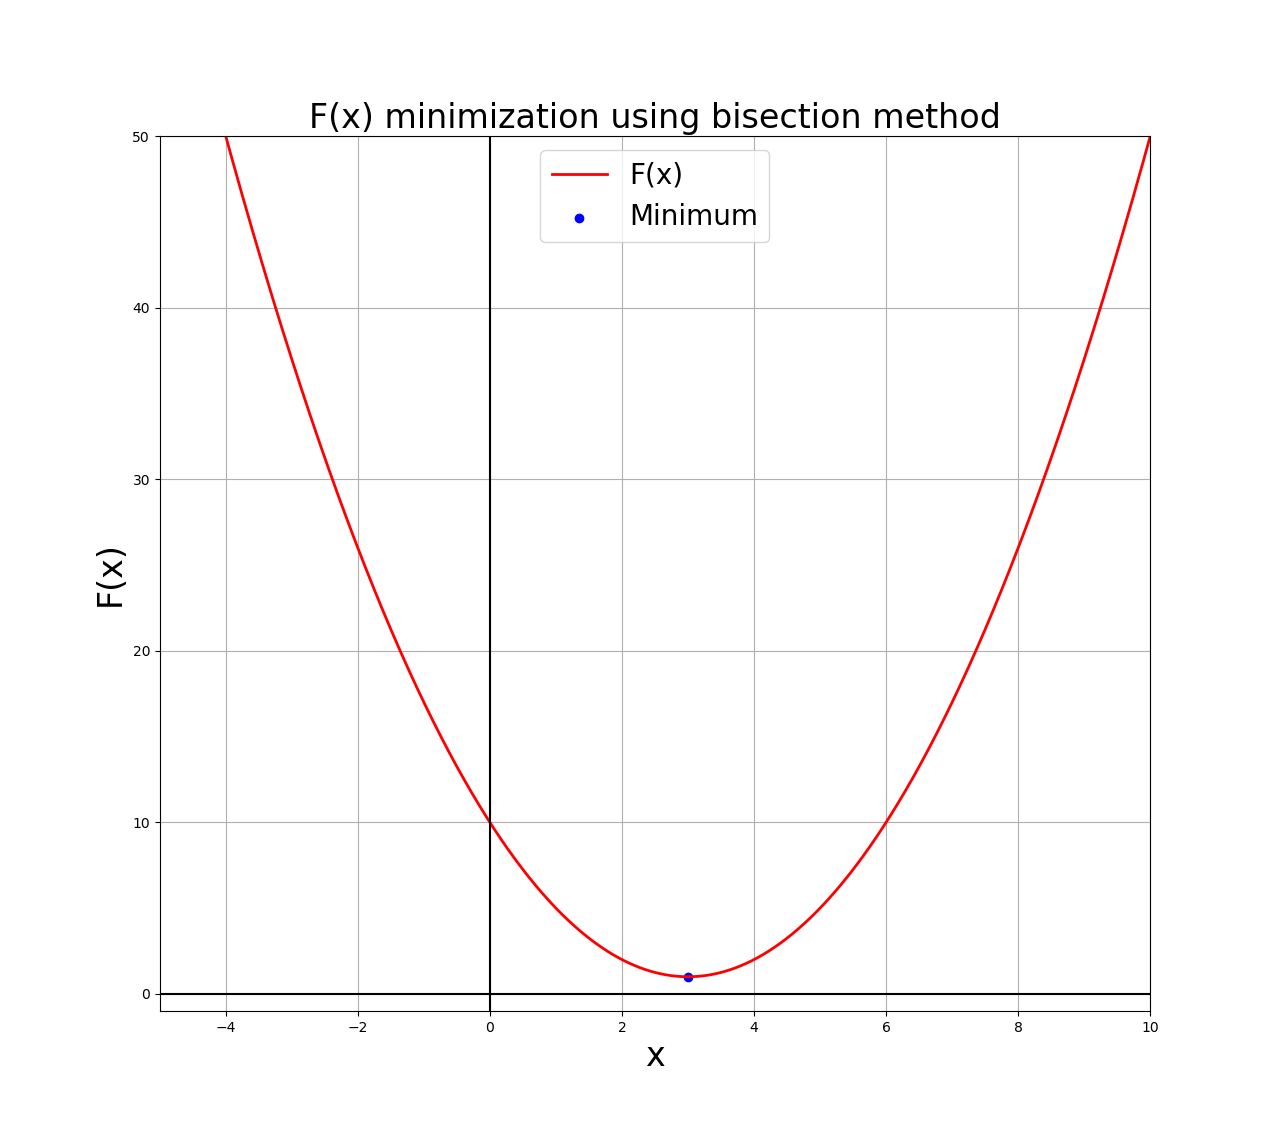 F(x) minimization using bisection method
F(x)
Minimum
50
40
30
20
10
0
F(x)
−4
−2
0
2
4
6
8
10
x